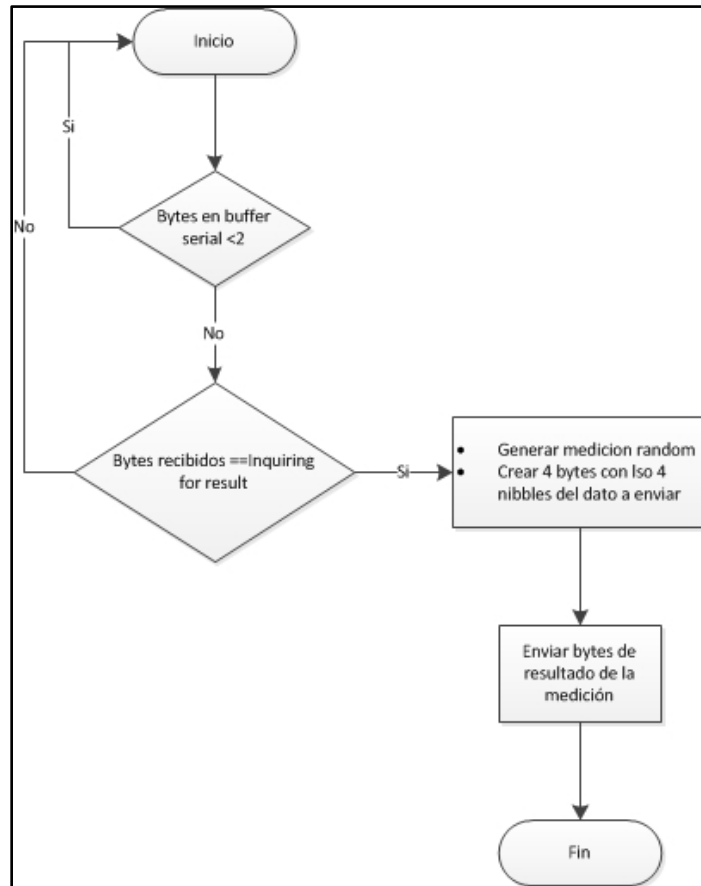 Inicio
Si
Bytes en buffer
serial <2
No
No
Bytes recibidos ==Inquiring
for result
Si
• Generar medicion random
• Crear 4 bytes con lso 4
nibbles del dato a enviar
Enviar bytes de
resultado de la
medición
Fin